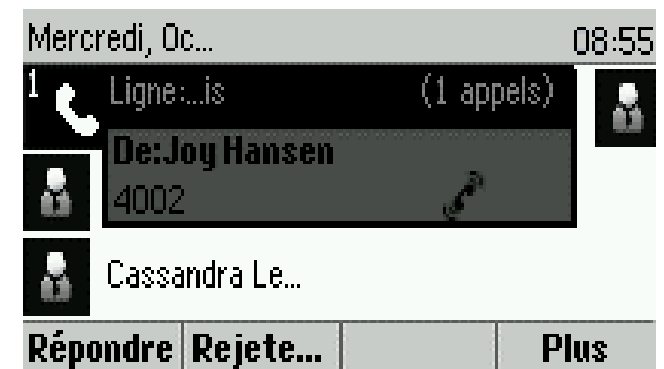 Mercredi, Oc... 08:55
1 Ligne:...is (1 appels)
De:Joy Hansen
4002
Cassandra Le...
Répondre Rejete... Plus